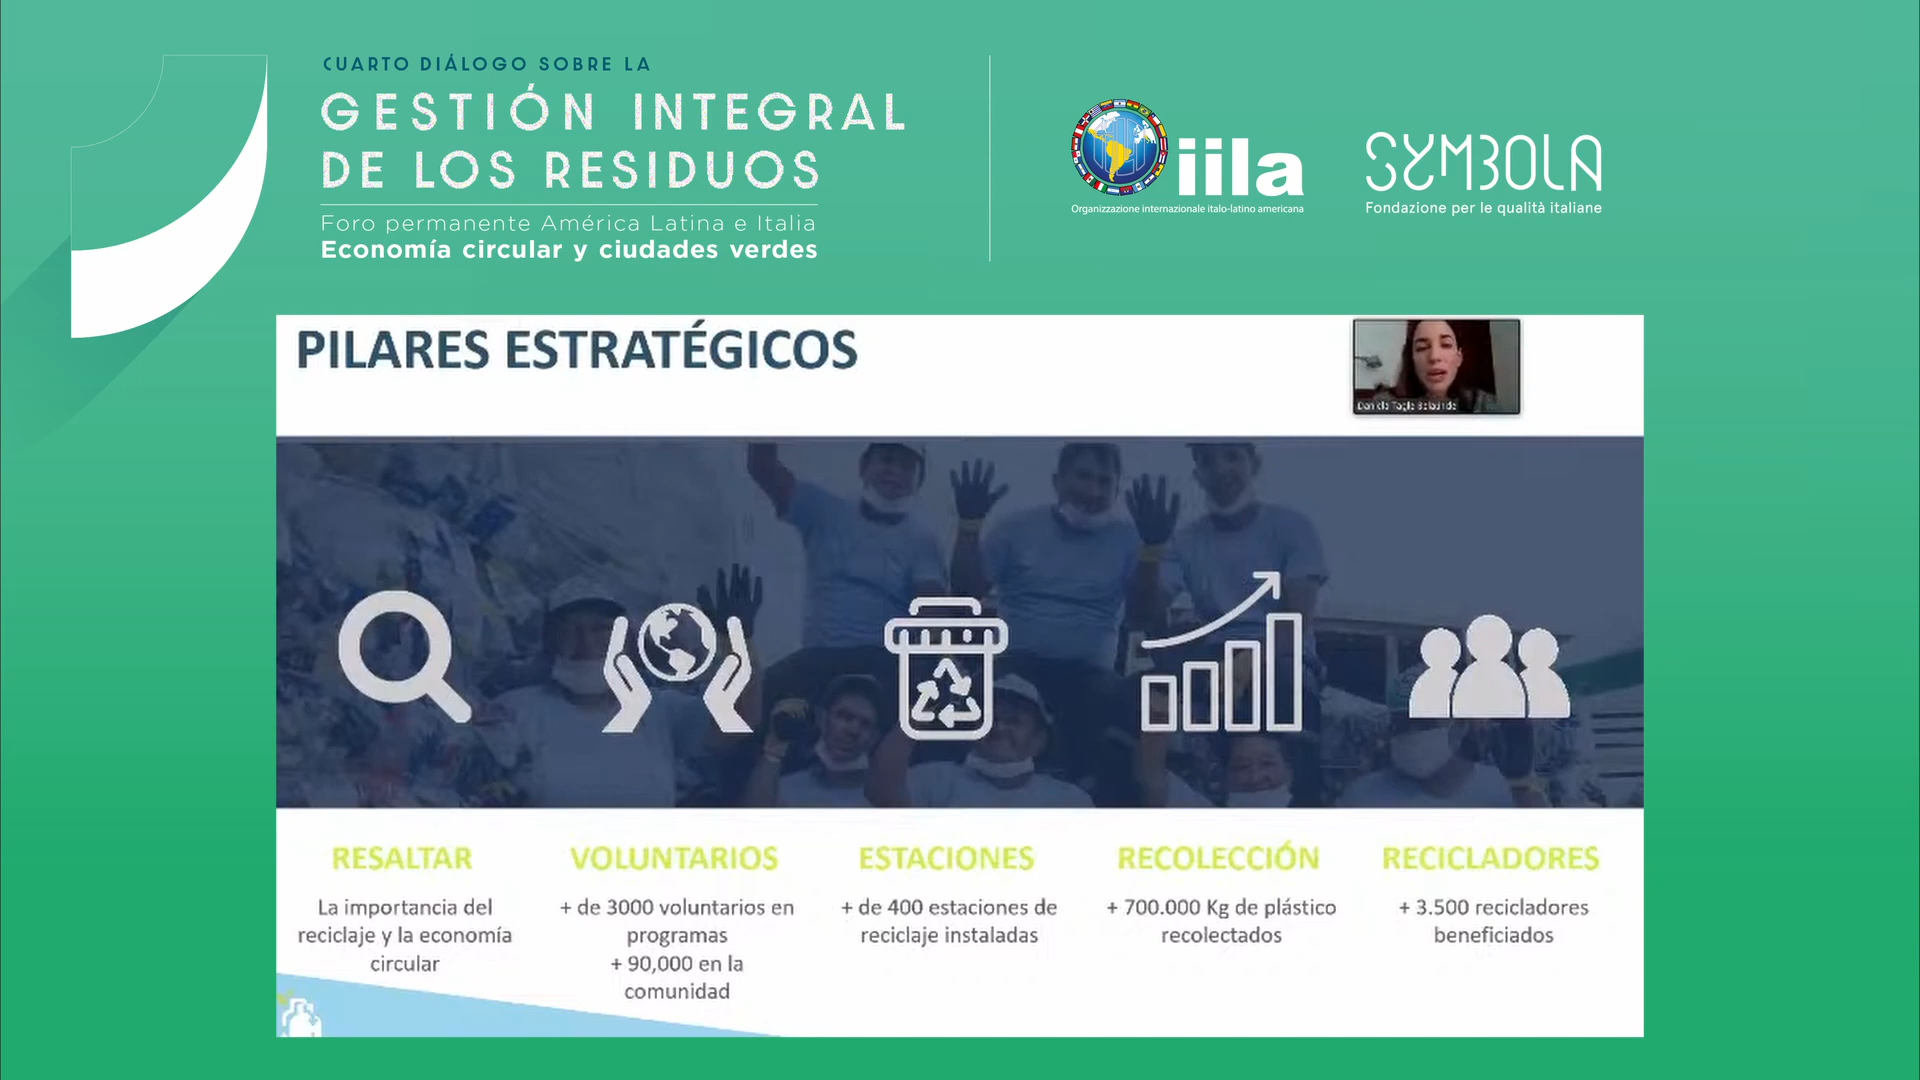 CUARTO DIÁLOGO SOBRE LA
GESTIÓN INTEGRAL
DE LOS RESIDUOS
Foro permanente América Latina e Italia
Economía circular y ciudades verdes
iila
Organizzazione internazionale italo-latino americana
SYMBOLA
Fondazione per le qualità italiane
PILARES ESTRATÉGICOS
Daniela Tagle Belaunde
RESALTAR
La importancia del
reciclaje y la economía
circular
VOLUNTARIOS
+ de 3000 voluntarios en
programas
+ 90,000 en la
comunidad
ESTACIONES
+ de 400 estaciones de
reciclaje instaladas
RECOLECCIÓN
+ 700.000 Kg de plástico
recolectados
RECICLADORES
+ 3.500 recicladores
beneficiados